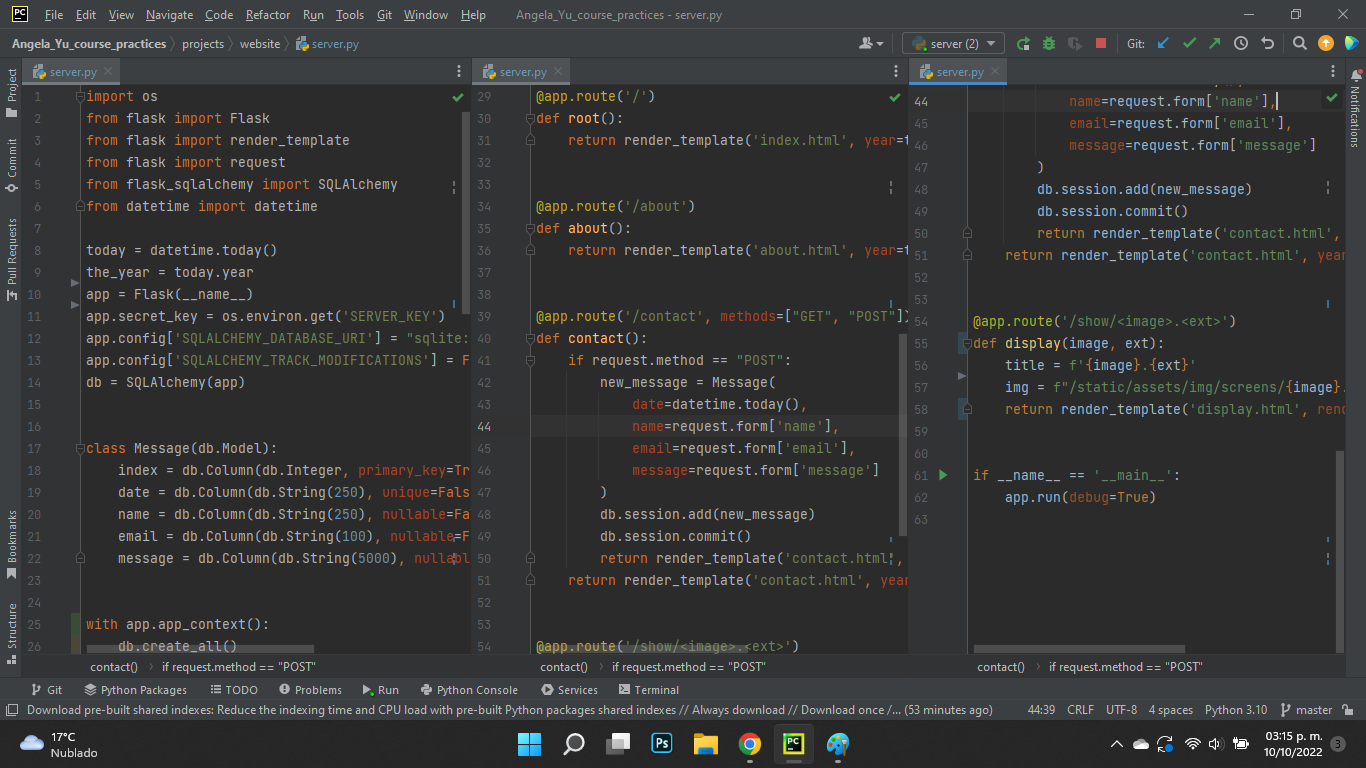 PC File Edit View Navigate Code Refactor Run Tools Git Window Help Angela_Yu_course_practices - server.py
Angela_Yu_course_practices projects website server.py server (2) Git:
Project
Commit
Pull Requests
Bookmarks
Structure
server.py
1 import os
2 from flask import Flask
3 from flask import render_template
4 from flask import request
5 from flask_sqlalchemy import SQLAlchemy
6 from datetime import datetime
7
8 today = datetime.today()
9 the_year = today.year
10 app = Flask(__name__)
11 app.secret_key = os.environ.get('SERVER_KEY')
12 app.config['SQLALCHEMY_DATABASE_URI'] = "sqlite:
13 app.config['SQLALCHEMY_TRACK_MODIFICATIONS'] = F
14 db = SQLAlchemy(app)
15
16
17 class Message(db.Model):
18 index = db.Column(db.Integer, primary_key=Tr
19 date = db.Column(db.String(250), unique=Fals
20 name = db.Column(db.String(250), nullable=Fa
21 email = db.Column(db.String(100), nullable=F
22 message = db.Column(db.String(5000), nullabl
23
24
25 with app.app_context():
26 db.create_all()
contact() if request.method == "POST"
server.py
29 @app.route('/')
30 def root():
31 return render_template('index.html', year=t
32
33
34 @app.route('/about')
35 def about():
36 return render_template('about.html', year=t
37
38
39 @app.route('/contact', methods=["GET", "POST"])
40 def contact():
41 if request.method == "POST":
42 new_message = Message(
43 date=datetime.today(),
44 name=request.form['name'],
45 email=request.form['email'],
46 message=request.form['message']
47 )
48 db.session.add(new_message)
49 db.session.commit()
50 return render_template('contact.html',
51 return render_template('contact.html', year
52
53
54 @app.route('/show/<image>.<ext>')
contact() if request.method == "POST"
server.py
44 name=request.form['name'],
45 email=request.form['email'],
46 message=request.form['message']
47 )
48 db.session.add(new_message)
49 db.session.commit()
50 return render_template('contact.html',
51 return render_template('contact.html', year
52
53
54 @app.route('/show/<image>.<ext>')
55 def display(image, ext):
56 title = f'{image}.{ext}'
57 img = f"/static/assets/img/screens/{image}.
58 return render_template('display.html', rend
59
60
61 if __name__ == '__main__':
62 app.run(debug=True)
63
contact() if request.method == "POST"
Notifications
Git Python Packages TODO Problems Run Python Console Services Terminal
Download pre-built shared indexes: Reduce the indexing time and CPU load with pre-built Python packages shared indexes // Always download // Download once /... (53 minutes ago) 44:39 CRLF UTF-8 4 spaces Python 3.10 master
17°C
Nublado
Ps
PC
03:15 p. m.
10/10/2022
3